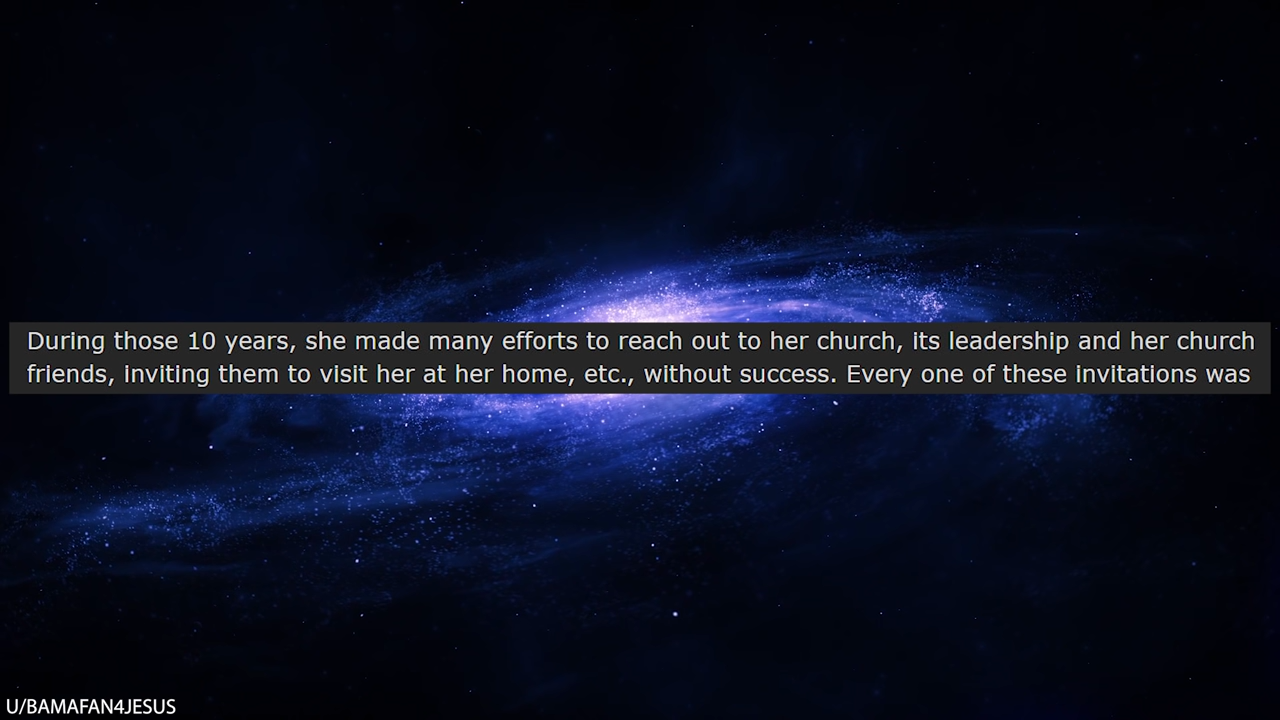 During those 10 years, she made many efforts to reach out to her church, its leadership and her church
friends, inviting them to visit her at her home, etc., without success. Every one of these invitations was
U/BAMAFAN4JESUS